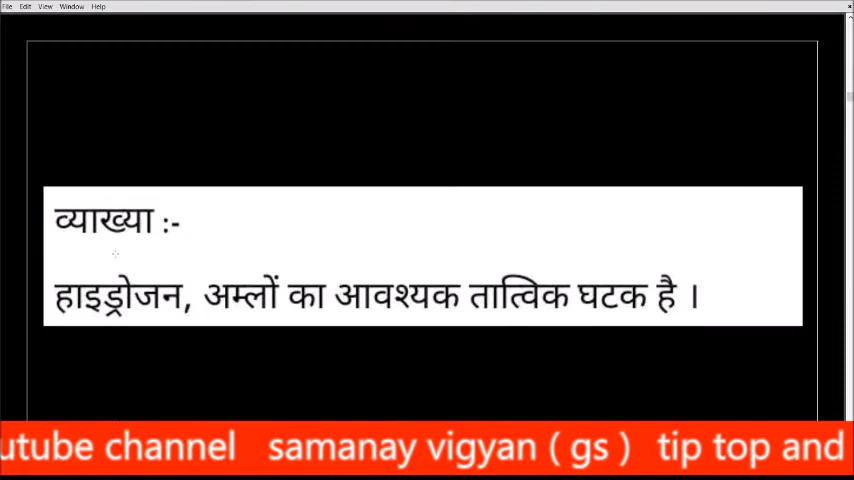 File Edit View Window Help
व्याख्या :-
हाइड्रोजन, अम्लों का आवश्यक तात्विक घटक है ।
utube channel samanay vigyan ( gs ) tip top and